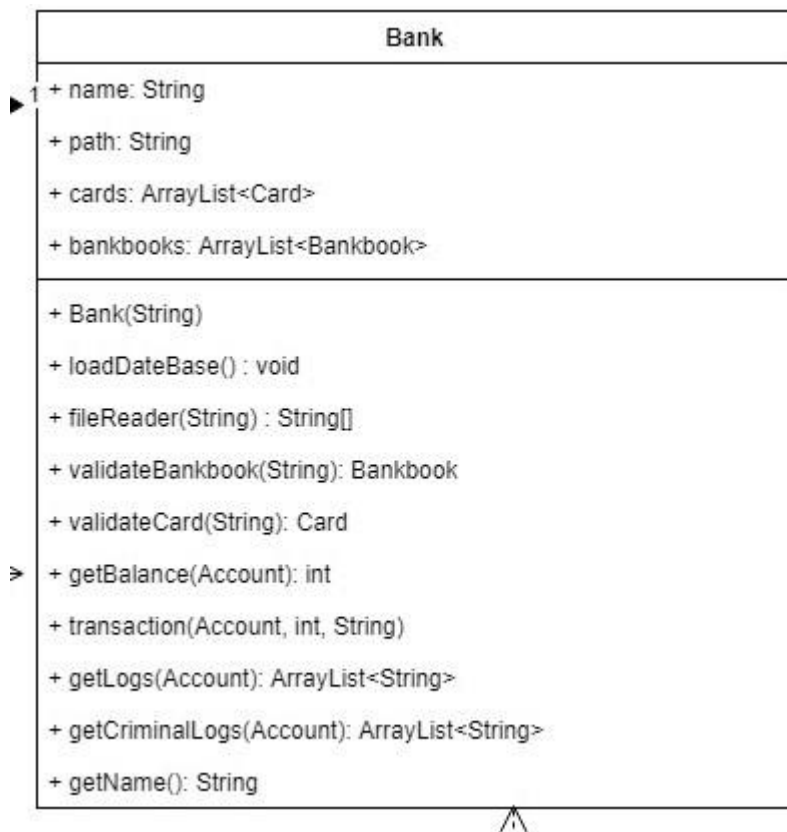 Bank
1
+ name: String
+ path: String
+ cards: ArrayList<Card>
+ bankbooks: ArrayList<Bankbook>
+ Bank(String)
+ loadDateBase() : void
+ fileReader(String) : String[]
+ validateBankbook(String): Bankbook
+ validateCard(String): Card
+ getBalance(Account): int
+ transaction(Account, int, String)
+ getLogs(Account): ArrayList<String>
+ getCriminalLogs(Account): ArrayList<String>
+ getName(): String